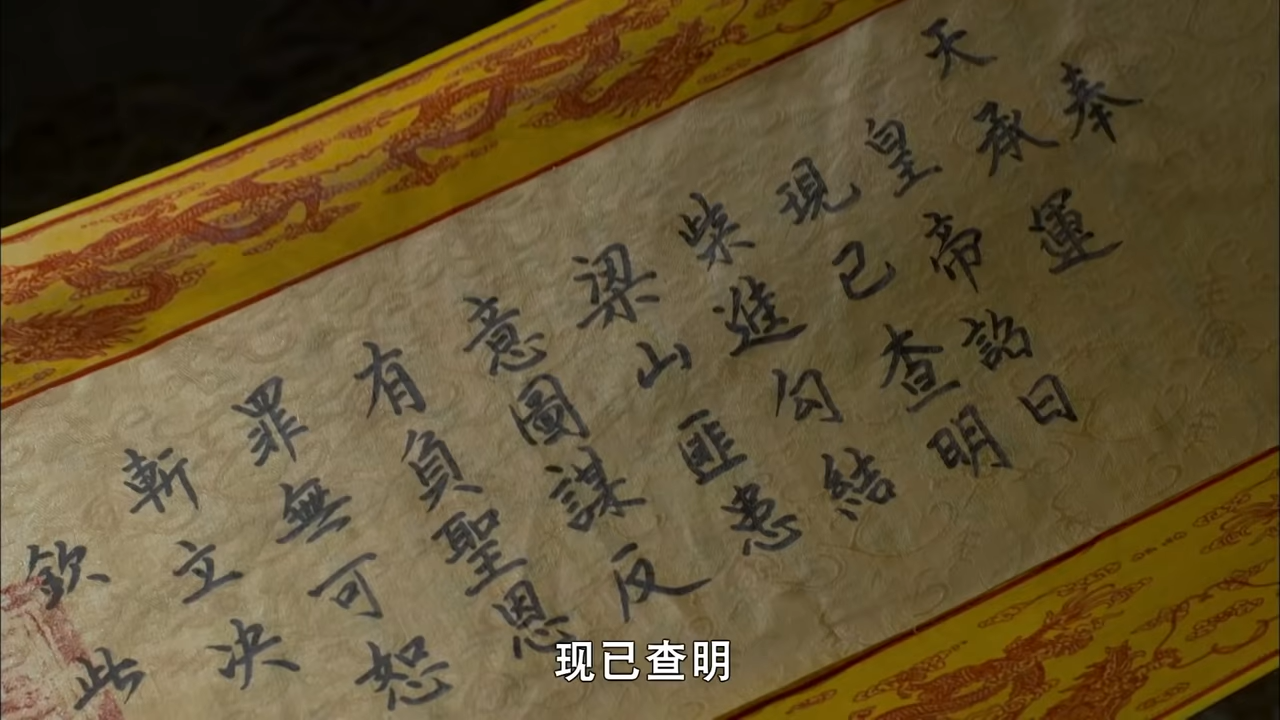 奉
天承運
皇帝詔曰
現已查明
柴進勾結
梁山匪患
意圖謀反
有負聖恩
罪無可恕
斬立决
欽此
现已查明